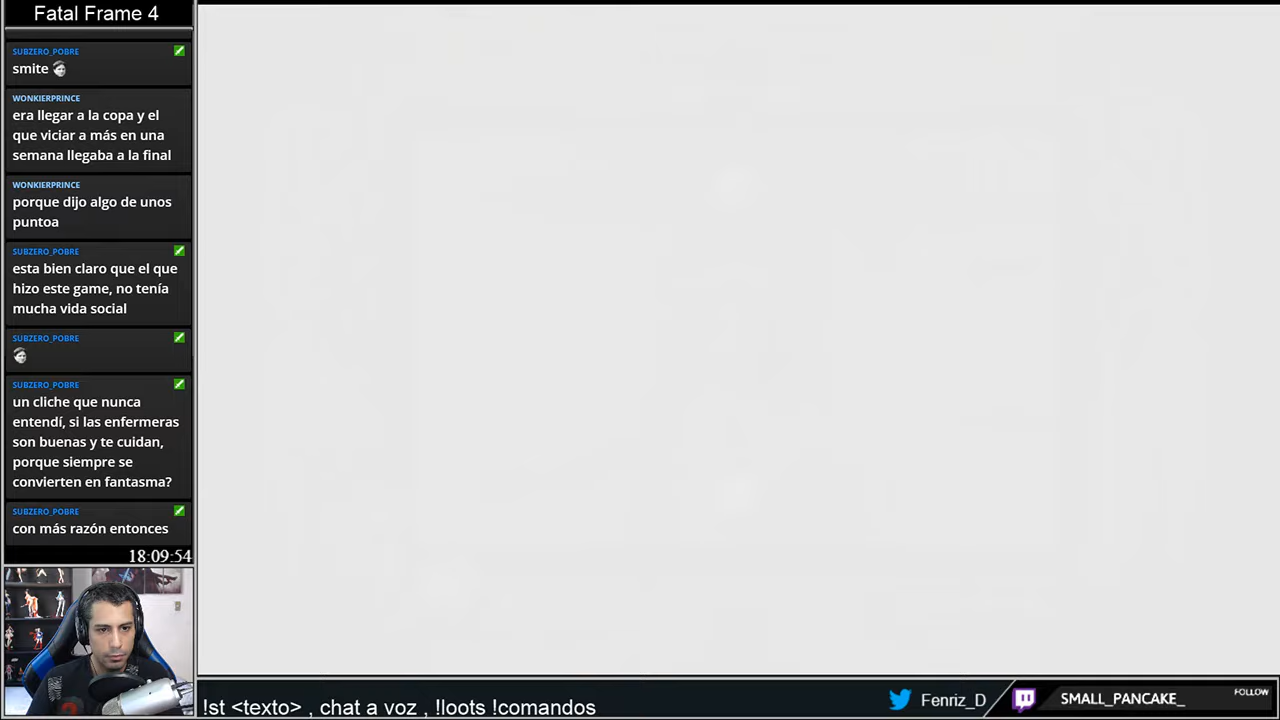 Fatal Frame 4
SUBZERO_POBRE
smite
WONKIERPRINCE
era llegar a la copa y el
que viciar a más en una
semana llegaba a la final
WONKIERPRINCE
porque dijo algo de unos
puntoa
SUBZERO_POBRE
esta bien claro que el que
hizo este game, no tenía
mucha vida social
SUBZERO_POBRE
SUBZERO_POBRE
un cliche que nunca
entendí, si las enfermeras
son buenas y te cuidan,
porque siempre se
convierten en fantasma?
SUBZERO_POBRE
con más razón entonces
18:09:54
!st <texto> , chat a voz , !loots !comandos
Fenriz_D
SMALL_PANCAKE_
FOLLOW